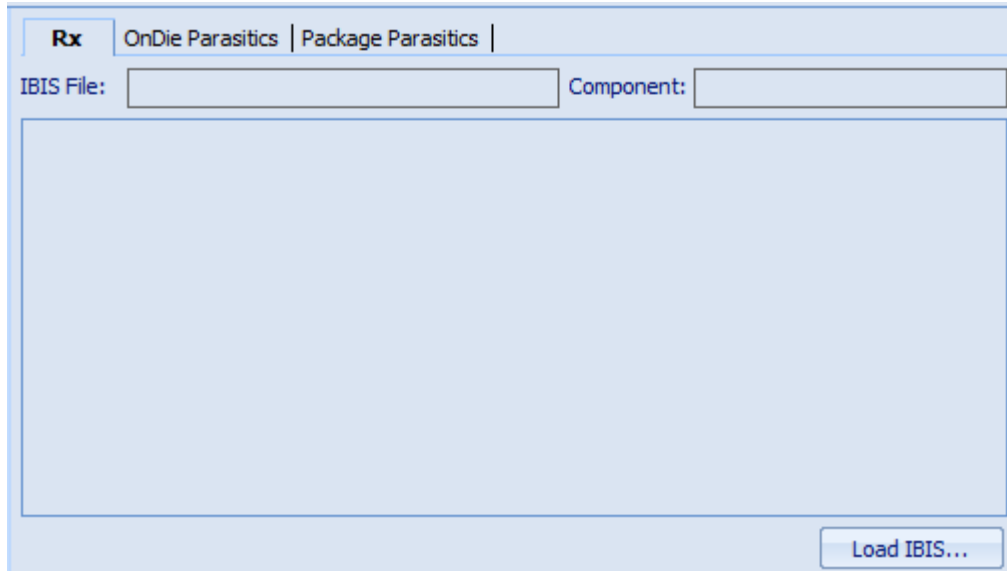 Rx OnDie Parasitics Package Parasitics
IBIS File: Component:
Load IBIS...